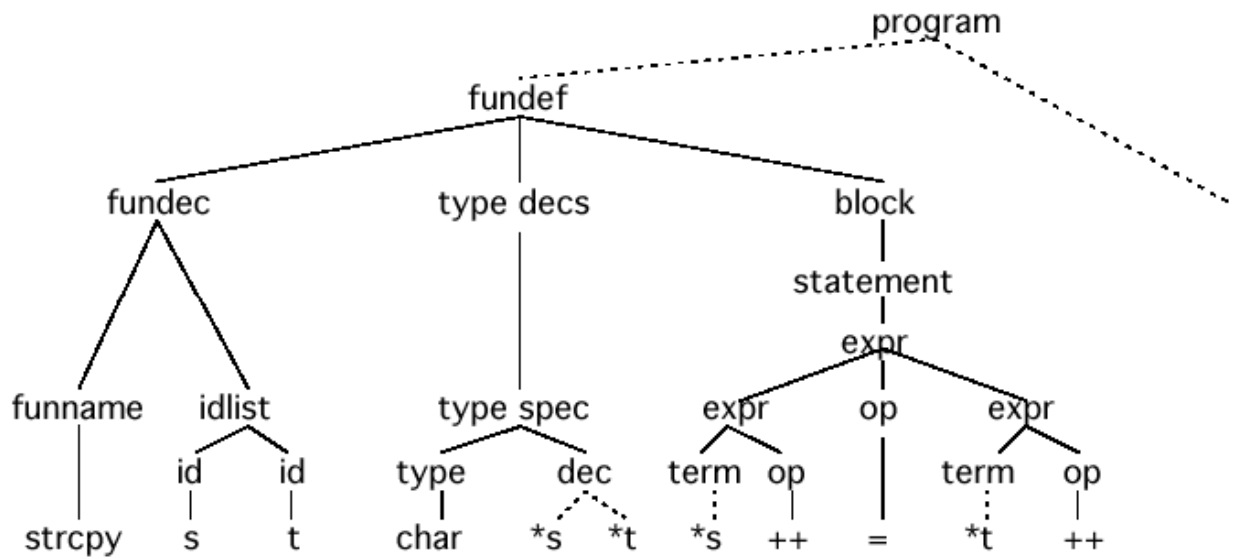 program
fundef
fundec type decs block
statement
expr
funname idlist type spec expr op expr
id id type dec term op term op
strcpy s t char *s *t *s ++ = *t ++